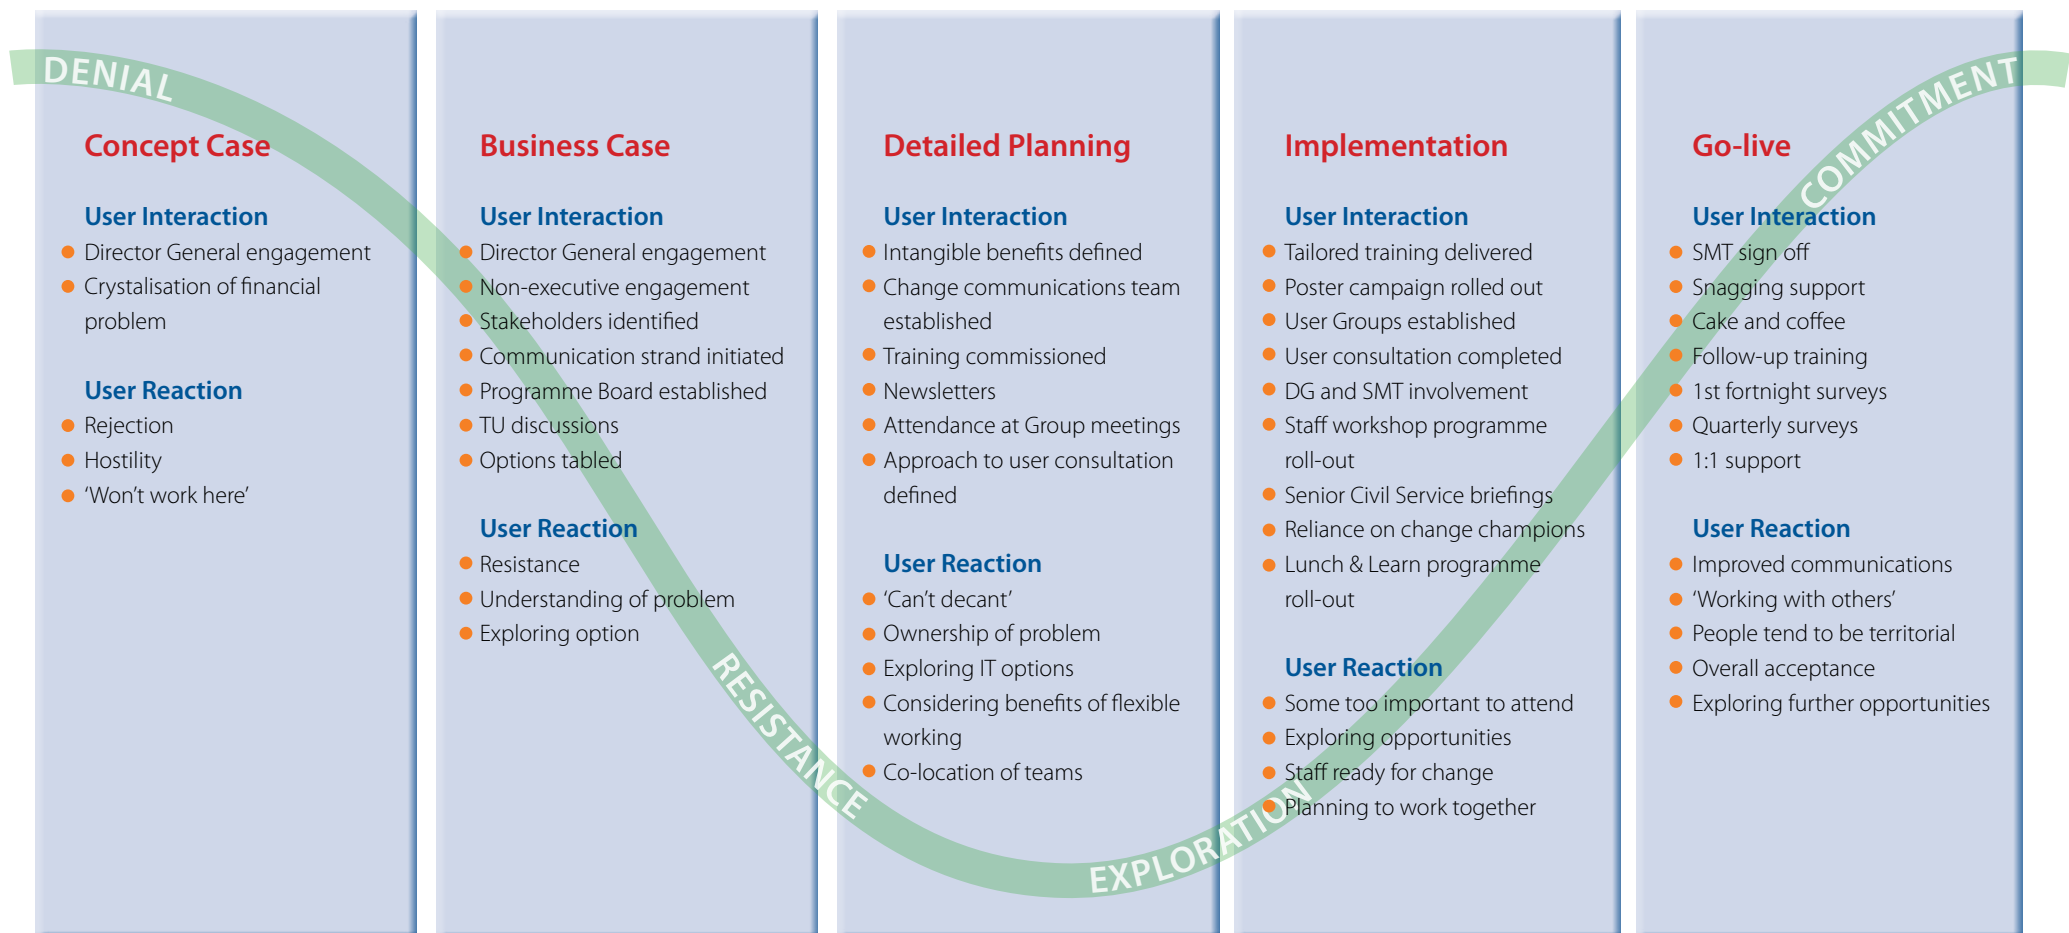 DENIAL
Concept Case
User Interaction
Director General engagement
Crystalisation of financial
problem
User Reaction
Rejection
Hostility
‘Won’t work here’
Business Case
User Interaction
Director General engagement
Non-executive engagement
Stakeholders identified
Communication strand initiated
Programme Board established
TU discussions
Options tabled
User Reaction
Resistance
Understanding of problem
Exploring option
RESISTANCE
Detailed Planning
User Interaction
Intangible benefits defined
Change communications team
established
Training commissioned
Newsletters
Attendance at Group meetings
Approach to user consultation
defined
User Reaction
‘Can’t decant’
Ownership of problem
Exploring IT options
Considering benefits of flexible
working
Co-location of teams
EXPLORATION
Implementation
User Interaction
Tailored training delivered
Poster campaign rolled out
User Groups established
User consultation completed
DG and SMT involvement
Staff workshop programme
roll-out
Senior Civil Service briefings
Reliance on change champions
Lunch & Learn programme
roll-out
User Reaction
Some too important to attend
Exploring opportunities
Staff ready for change
Planning to work together
COMMITMENT
Go-live
User Interaction
SMT sign off
Snagging support
Cake and coffee
Follow-up training
1st fortnight surveys
Quarterly surveys
1:1 support
User Reaction
Improved communications
‘Working with others’
People tend to be territorial
Overall acceptance
Exploring further opportunities